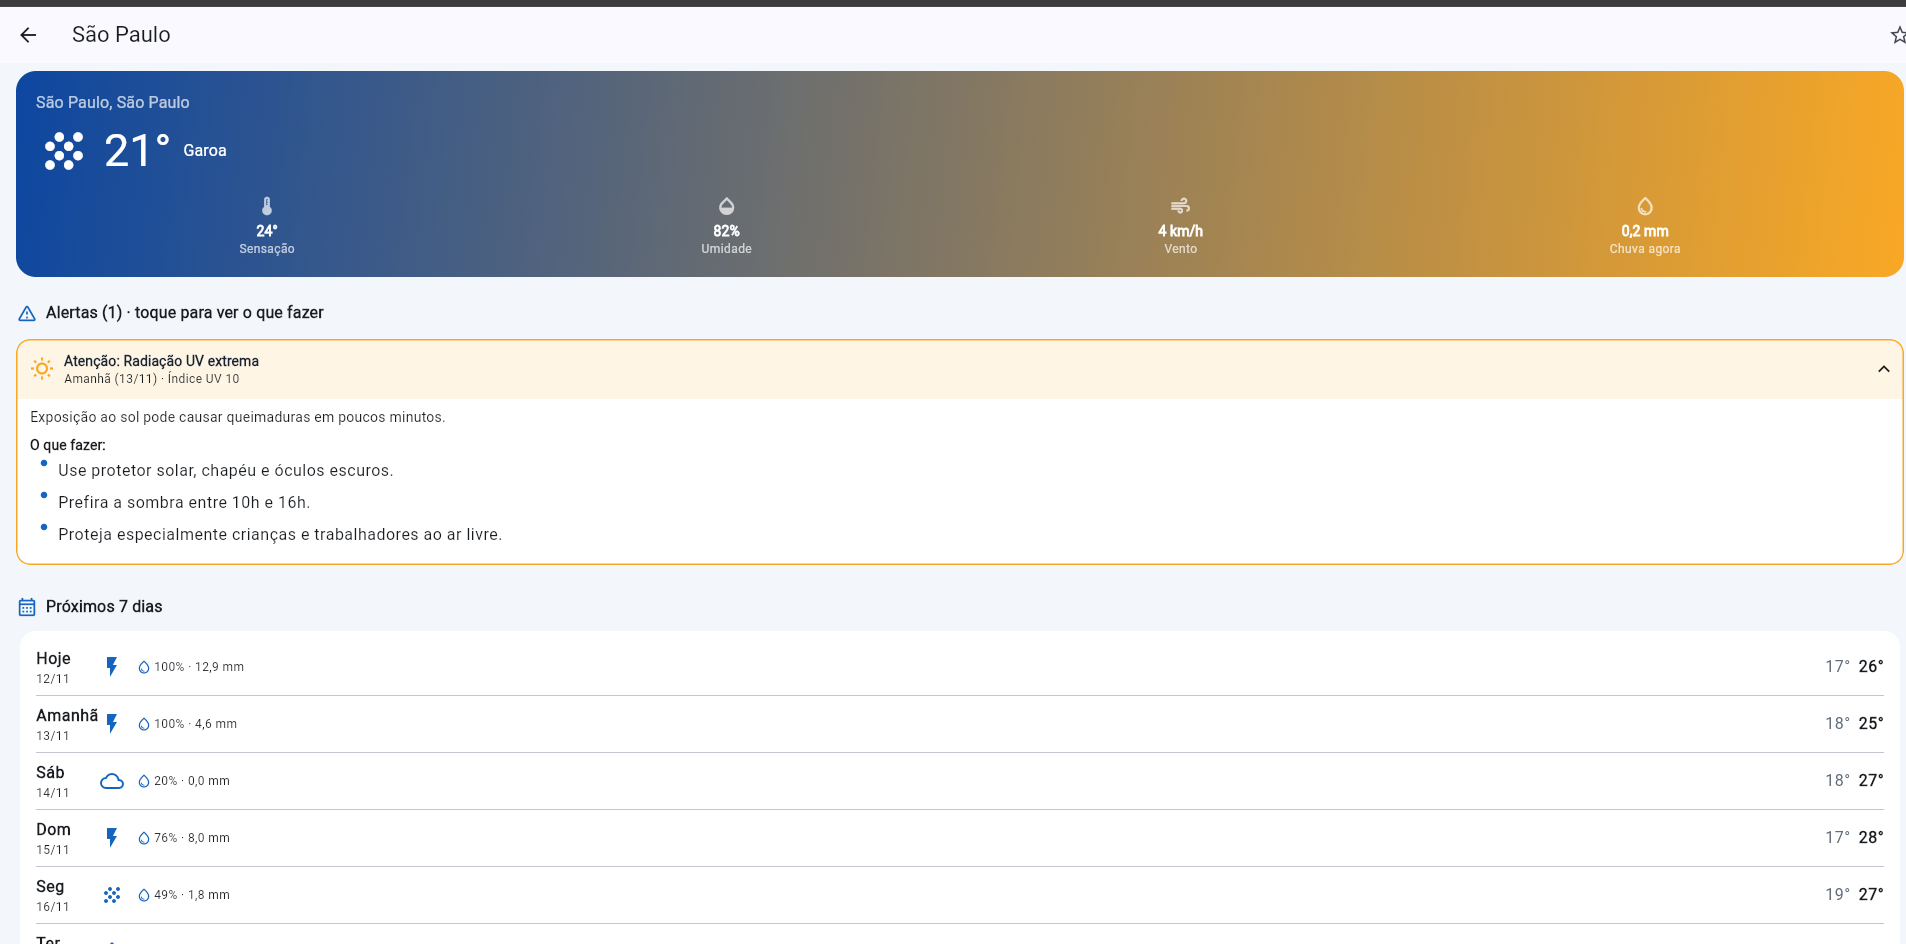 São Paulo
São Paulo, São Paulo
21° Garoa
24°
Sensação
82%
Umidade
4 km/h
Vento
0,2 mm
Chuva agora
Alertas (1) · toque para ver o que fazer
Atenção: Radiação UV extrema
Amanhã (13/11) · Índice UV 10
Exposição ao sol pode causar queimaduras em poucos minutos.
O que fazer:
Use protetor solar, chapéu e óculos escuros.
Prefira a sombra entre 10h e 16h.
Proteja especialmente crianças e trabalhadores ao ar livre.
Próximos 7 dias
Hoje
12/11
100% · 12,9 mm
17° 26°
Amanhã
13/11
100% · 4,6 mm
18° 25°
Sáb
14/11
20% · 0,0 mm
18° 27°
Dom
15/11
76% · 8,0 mm
17° 28°
Seg
16/11
49% · 1,8 mm
19° 27°
Ter